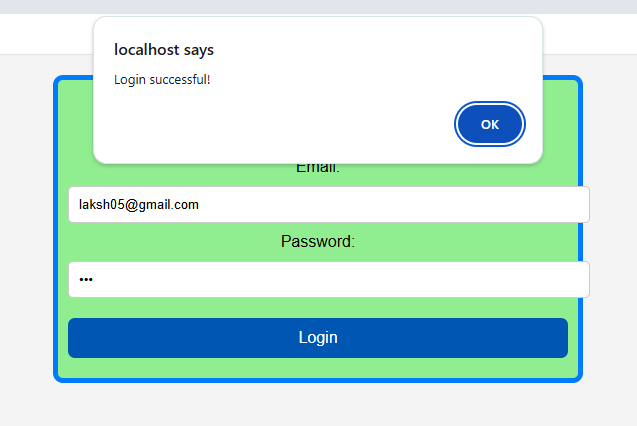 localhost says
Login successful!
OK
Email:
laksh05@gmail.com
Password:
•••
Login